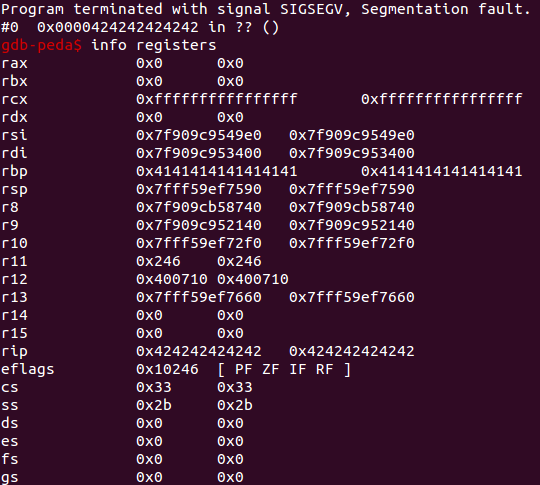 Program terminated with signal SIGSEGV, Segmentation fault.
#0  0x0000424242424242 in ?? ()
gdb-peda$ info registers
rax            0x0      0x0
rbx            0x0      0x0
rcx            0xffffffffffffffff       0xffffffffffffffff
rdx            0x0      0x0
rsi            0x7f909c9549e0   0x7f909c9549e0
rdi            0x7f909c953400   0x7f909c953400
rbp            0x4141414141414141       0x4141414141414141
rsp            0x7fff59ef7590   0x7fff59ef7590
r8             0x7f909cb58740   0x7f909cb58740
r9             0x7f909c952140   0x7f909c952140
r10            0x7fff59ef72f0   0x7fff59ef72f0
r11            0x246    0x246
r12            0x400710 0x400710
r13            0x7fff59ef7660   0x7fff59ef7660
r14            0x0      0x0
r15            0x0      0x0
rip            0x424242424242   0x424242424242
eflags         0x10246  [ PF ZF IF RF ]
cs             0x33     0x33
ss             0x2b     0x2b
ds             0x0      0x0
es             0x0      0x0
fs             0x0      0x0
gs             0x0      0x0